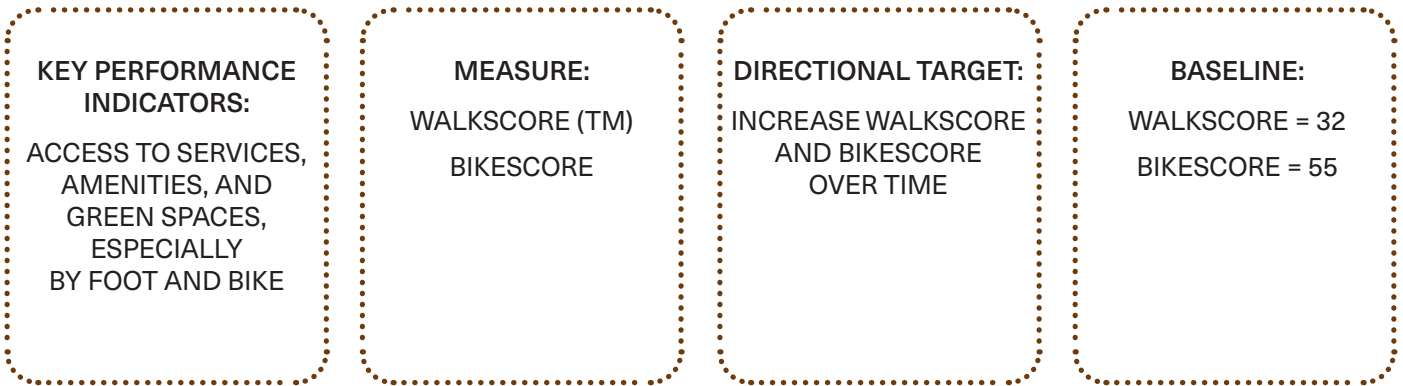 KEY PERFORMANCE
INDICATORS:
ACCESS TO SERVICES,
AMENITIES, AND
GREEN SPACES,
ESPECIALLY
BY FOOT AND BIKE
MEASURE:
WALKSCORE (TM)
BIKESCORE
DIRECTIONAL TARGET:
INCREASE WALKSCORE
AND BIKESCORE
OVER TIME
BASELINE:
WALKSCORE = 32
BIKESCORE = 55